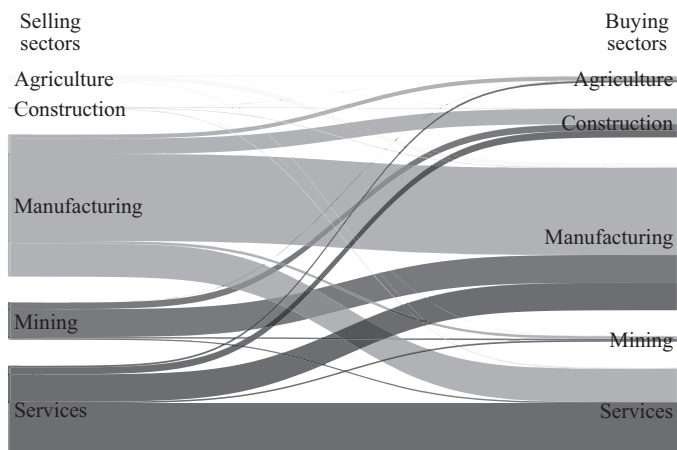 Selling
sectors
Buying
sectors
Agriculture
Agriculture
Construction
Construction
Manufacturing
Manufacturing
Mining
Mining
Services
Services